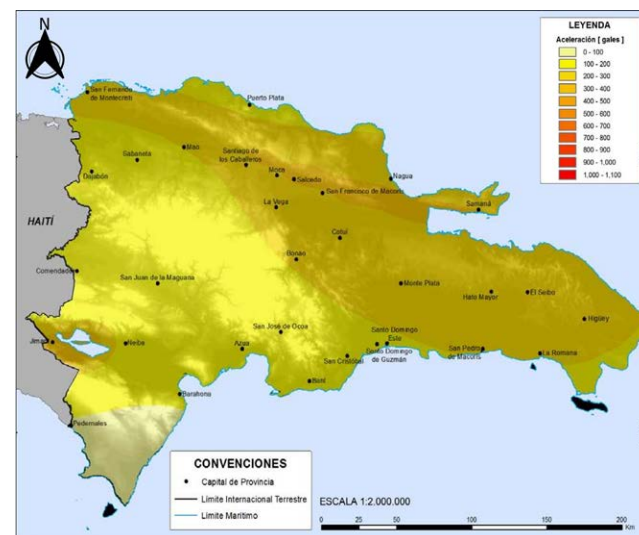 N
LEYENDA
Aceleración [ gales ]
0 - 100
100 - 200
200 - 300
300 - 400
400 - 500
500 - 600
600 - 700
700 - 800
800 - 900
900 - 1,000
1,000 - 1,100
San Fernando
de Montecristi
Puerto Plata
Sabaneta
Mao
Santiago de
los Caballeros
Dajabón
Moca
Salcedo
Nagua
San Francisco de Macorís
Samaná
La Vega
HAITÍ
Cotuí
Bonao
Comendador
San Juan de la Maguana
Monte Plata
Hato Mayor
El Seibo
Higüey
San José de Ocoa
Jimaní
Neiba
Azua
Santo Domingo
Este
Santo Domingo
de Guzmán
San Pedro
de Macorís
La Romana
San Cristóbal
Baní
Barahona
Pedernales
CONVENCIONES
Capital de Provincia
Límite Internacional Terrestre
Límite Marítimo
ESCALA 1:2.000.000
0
50
100
150
200
Km